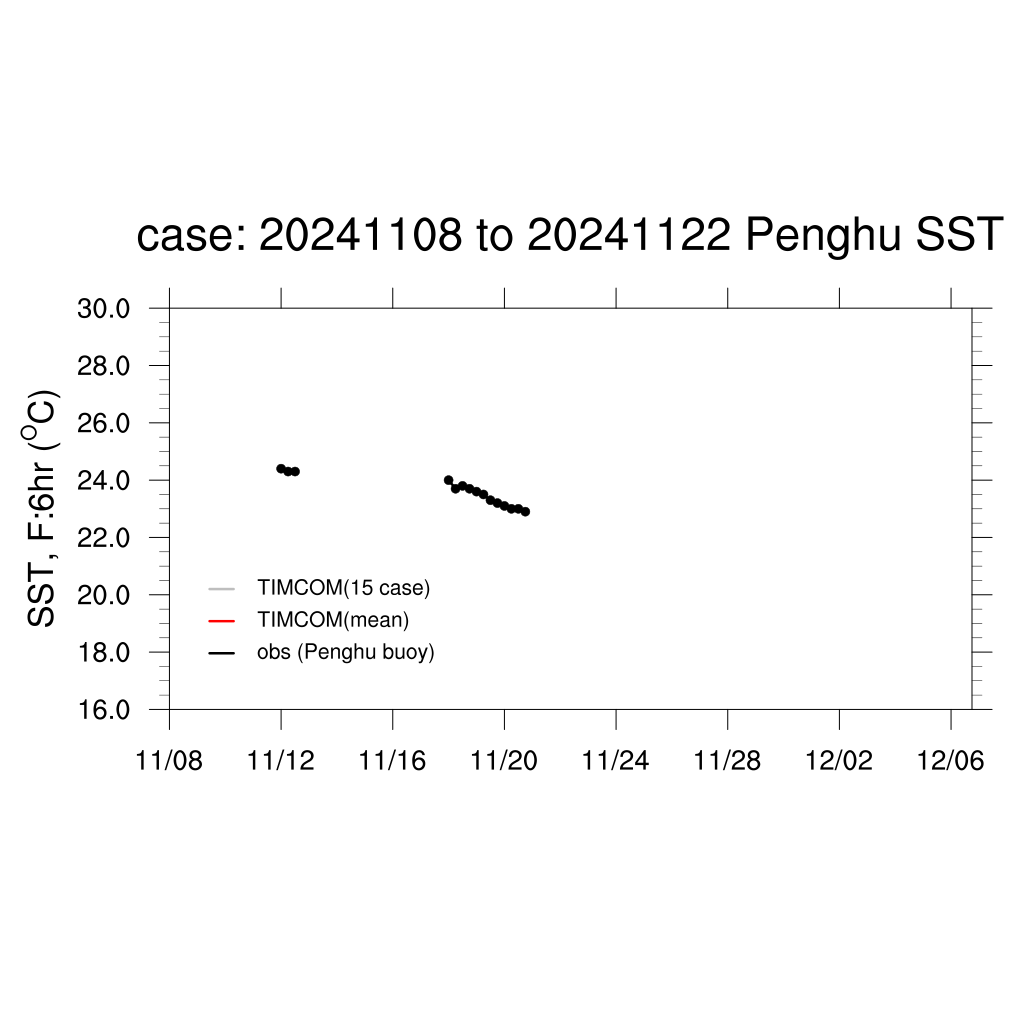 case: 20241108 to 20241122 Penghu SST
SST, F:6hr (°C)
30.0
28.0
26.0
24.0
22.0
20.0
18.0
16.0
TIMCOM(15 case)
TIMCOM(mean)
obs (Penghu buoy)
11/08 11/12 11/16 11/20 11/24 11/28 12/02 12/06